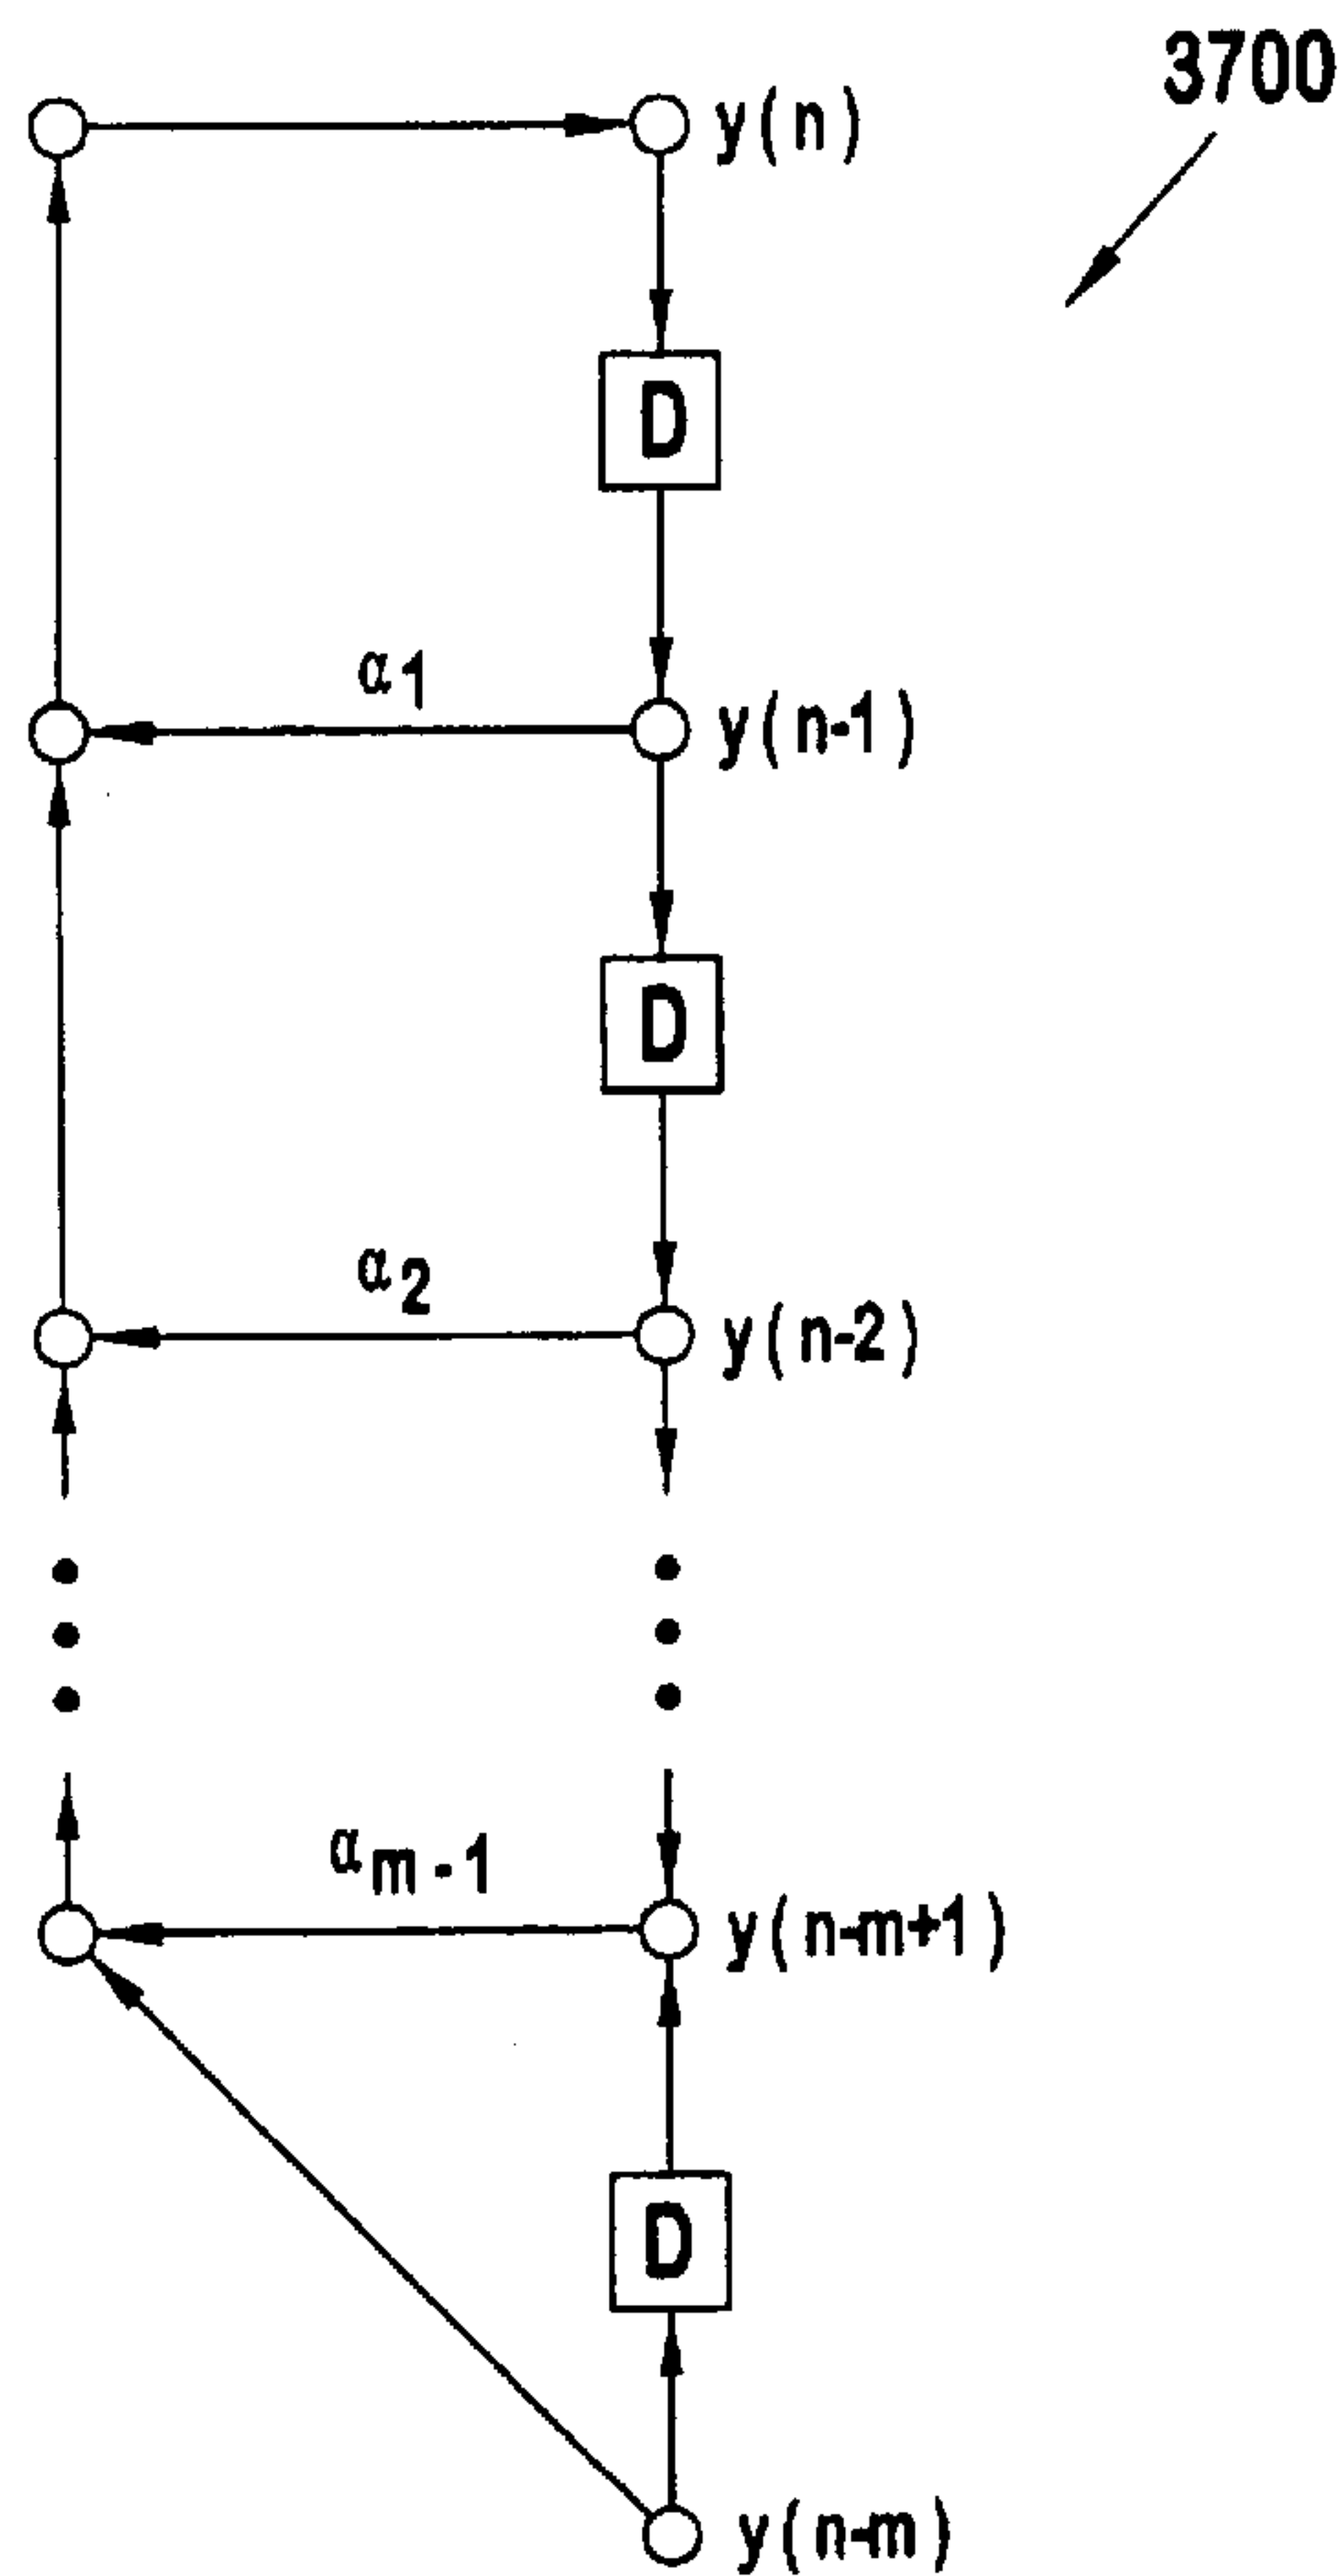 3700
y(n)
D
α1
y(n-1)
D
α2
y(n-2)
αm-1
y(n-m+1)
D
y(n-m)